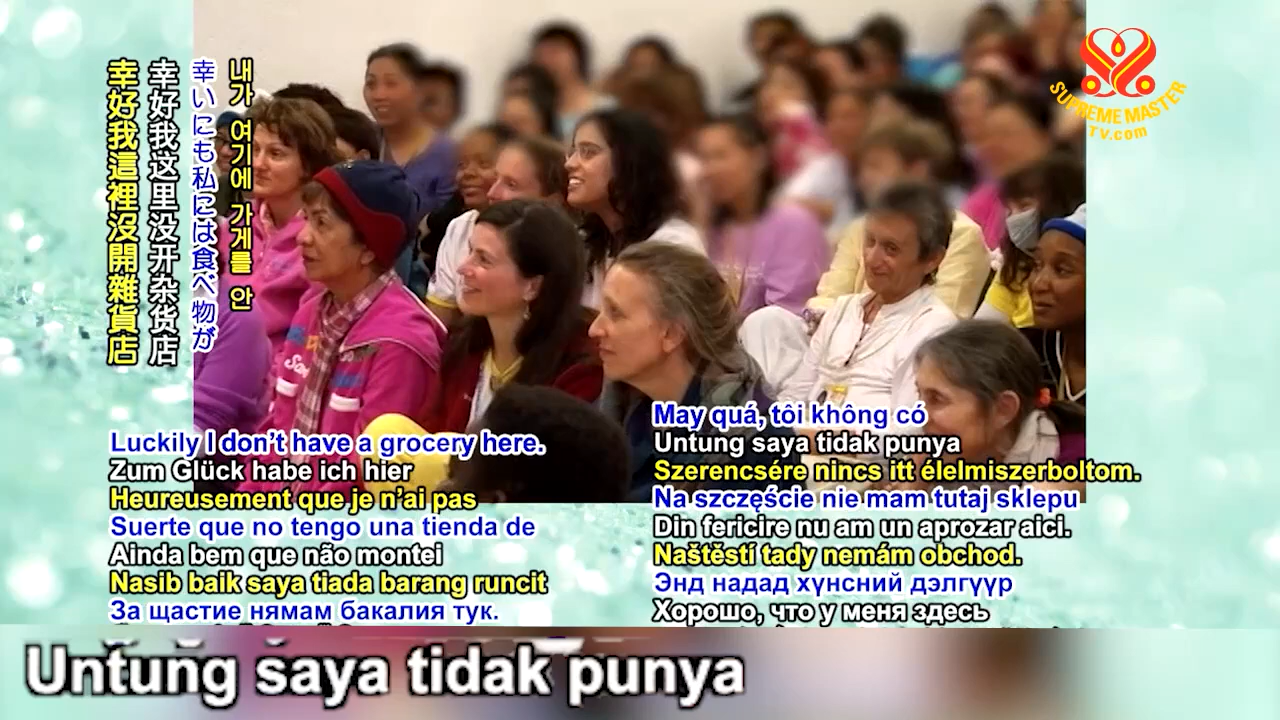 幸好我這裡沒開雜貨店
幸好我这里没开杂货店
幸いにも私には食べ物が
내가 여기에 가게를 안
SUPREME MASTER
TV.com
Luckily I don't have a grocery here.
Zum Glück habe ich hier
Heureusement que je n'ai pas
Suerte que no tengo una tienda de
Ainda bem que não montei
Nasib baik saya tiada barang runcit
За щастие нямам бакалия тук.
May quá, tôi không có
Untung saya tidak punya
Szerencsére nincs itt élelmiszerboltom.
Na szczęście nie mam tutaj sklepu
Din fericire nu am un aprozar aici.
Naštěstí tady nemám obchod.
Энд надад хүнсний дэлгүүр
Хорошо, что у меня здесь
Untung saya tidak punya